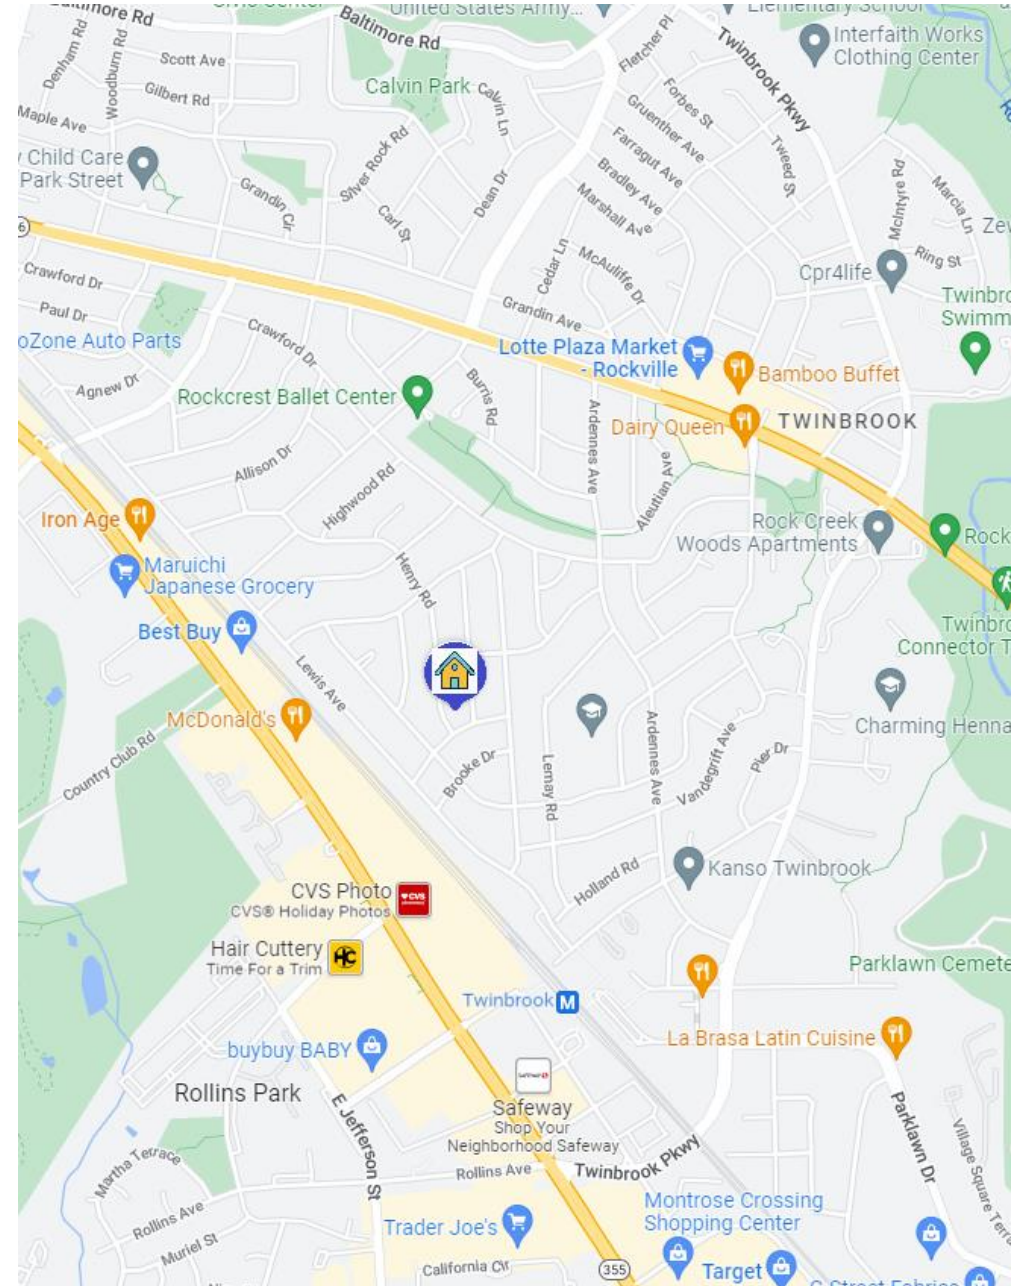 Baltimore Rd
United States Army...
Elementary School
Baltimore Rd
Twinbrook Pkwy
Interfaith Works
Clothing Center
Denham Rd
Woodburn Rd
Scott Ave
Gilbert Rd
Maple Ave
Calvin Park
Calvin Ln
Fletcher Pl
Forbes St
Gruenther Ave
Farragut Ave
Bradley Ave
Marshall Ave
Tweed St
McIntyre Rd
Marcia Ln
Ring St
Child Care
Park Street
Grandin Cir
Silver Rock Rd
Carl St
Dean Dr
Cedar Ln
McAuliffe Dr
Cpr4life
Crawford Dr
Paul Dr
oZone Auto Parts
Crawford Dr
Agnew Dr
Grandin Ave
Lotte Plaza Market
- Rockville
Bamboo Buffet
Twinbro
Swimm
Rockcrest Ballet Center
Burris Rd
Ardennes Ave
Dairy Queen
TWINBROOK
Allison Dr
Highwood Rd
Aleutian Ave
Iron Age
Rock Creek
Woods Apartments
Rock
Maruichi
Japanese Grocery
Henry Rd
Best Buy
Twinbro
Connector T
Lewis Ave
McDonald's
Charming Henna
Country Club Rd
Brooke Dr
Lemay Rd
Ardennes Ave
Vandegrift Ave
Pier Dr
Holland Rd
Kanso Twinbrook
CVS Photo
CVS® Holiday Photos
CVS
Hair Cuttery
Time For a Trim
HC
Parklawn Cemete
Twinbrook M
La Brasa Latin Cuisine
buybuy BABY
Rollins Park
Safeway
Shop Your
Neighborhood Safeway
E Jefferson St
Parklawn Dr
Village Square Terra
Martha Terrace
Rollins Ave
Twinbrook Pkwy
Rollins Ave
Muriel St
Trader Joe's
Montrose Crossing
Shopping Center
California Cir
355
Target
G Street Fabrics